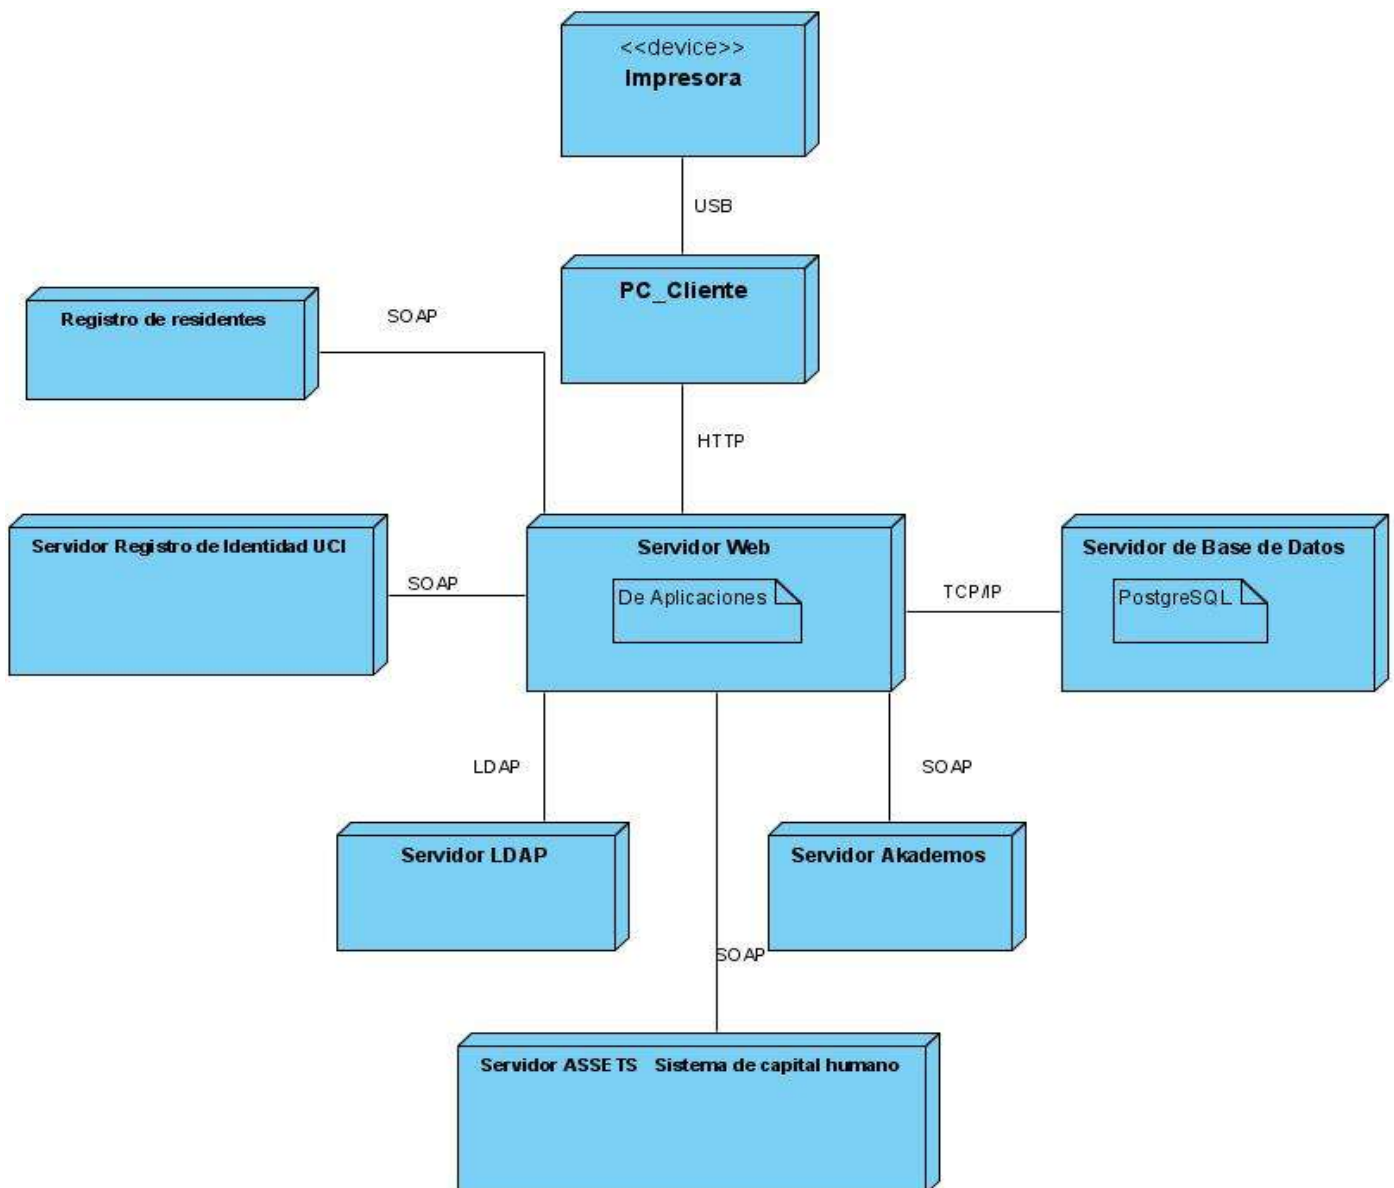 <<device>>
Impresora
USB
PC_Cliente
Registro de residentes
SOAP
HTTP
Servidor Registro de Identidad UCI
SOAP
Servidor Web
De Aplicaciones
TCP/IP
Servidor de Base de Datos
PostgreSQL
LDAP
SOAP
Servidor LDAP
Servidor Akademos
SOAP
Servidor ASSETS Sistema de capital humano